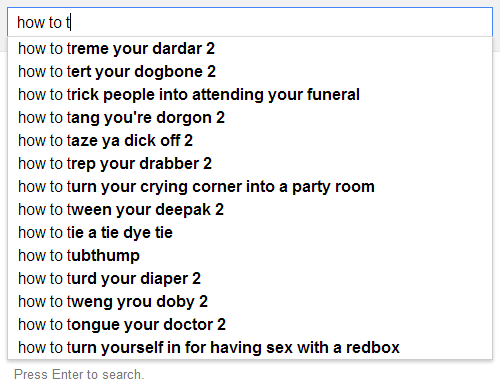 how to t
how to treme your dardar 2
how to tert your dogbone 2
how to trick people into attending your funeral
how to tang you're dorgon 2
how to taze ya dick off 2
how to trep your drabber 2
how to turn your crying corner into a party room
how to tween your deepak 2
how to tie a tie dye tie
how to tubthump
how to turd your diaper 2
how to tweng yrou doby 2
how to tongue your doctor 2
how to turn yourself in for having sex with a redbox
Press Enter to search.